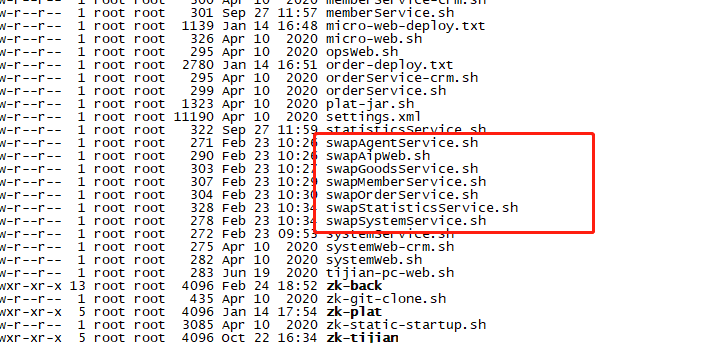 w-r--r-- 1 root root 300 Apr 10 2020 memberService-crm.sh
w-r--r-- 1 root root 301 Sep 27 11:57 memberService.sh
w-r--r-- 1 root root 1139 Jan 14 16:48 micro-web-deploy.txt
w-r--r-- 1 root root 326 Apr 10 2020 micro-web.sh
w-r--r-- 1 root root 295 Apr 10 2020 opsWeb.sh
w-r--r-- 1 root root 2780 Jan 14 16:51 order-deploy.txt
w-r--r-- 1 root root 295 Apr 10 2020 orderService-crm.sh
w-r--r-- 1 root root 299 Apr 10 2020 orderService.sh
w-r--r-- 1 root root 1323 Apr 10 2020 plat-jar.sh
w-r--r-- 1 root root 11190 Apr 10 2020 settings.xml
w-r--r-- 1 root root 322 Sep 27 11:59 statisticsService.sh
w-r--r-- 1 root root 271 Feb 23 10:26 swapAgentService.sh
w-r--r-- 1 root root 290 Feb 23 10:26 swapAipWeb.sh
w-r--r-- 1 root root 303 Feb 23 10:27 swapGoodsService.sh
w-r--r-- 1 root root 307 Feb 23 10:29 swapMemberService.sh
w-r--r-- 1 root root 304 Feb 23 10:30 swapOrderService.sh
w-r--r-- 1 root root 328 Feb 23 10:34 swapStatisticsService.sh
w-r--r-- 1 root root 278 Feb 23 10:34 swapSystemService.sh
w-r--r-- 1 root root 272 Feb 23 09:53 systemService.sh
w-r--r-- 1 root root 275 Apr 10 2020 systemWeb-crm.sh
w-r--r-- 1 root root 282 Apr 10 2020 systemWeb.sh
w-r--r-- 1 root root 283 Jun 19 2020 tijian-pc-web.sh
wxr-xr-x 13 root root 4096 Feb 24 18:52 zk-back
w-r--r-- 1 root root 435 Apr 10 2020 zk-git-clone.sh
wxr-xr-x 5 root root 4096 Jan 14 17:54 zk-plat
w-r--r-- 1 root root 3085 Apr 10 2020 zk-static-startup.sh
wxr-xr-x 5 root root 4096 Oct 22 16:34 zk-tijian